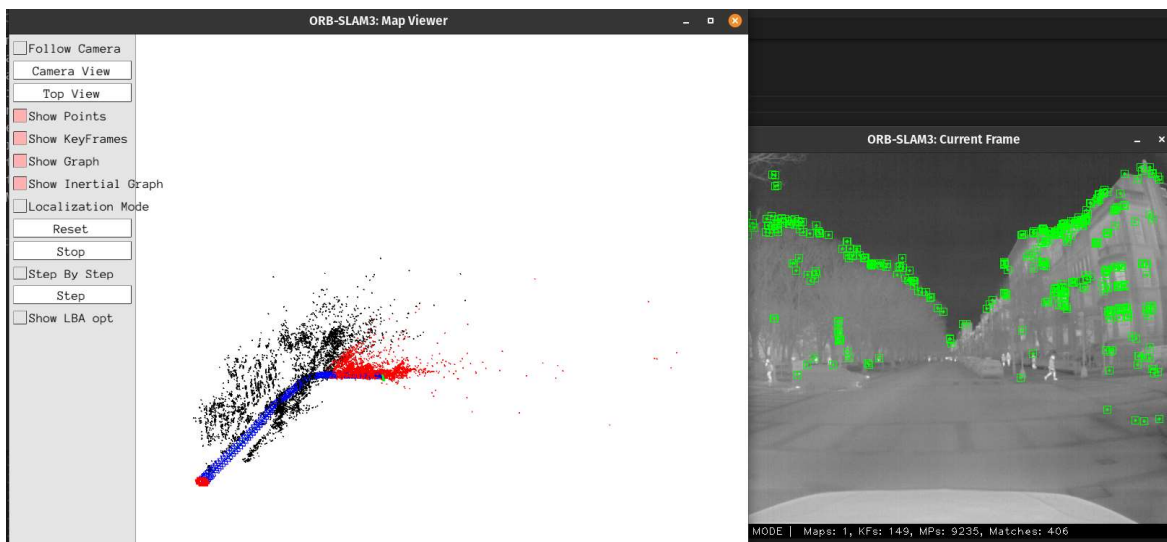 ORB-SLAM3: Map Viewer
Follow Camera
Camera View
Top View
Show Points
Show KeyFrames
Show Graph
Show Inertial Graph
Localization Mode
Reset
Stop
Step By Step
Step
Show LBA opt
ORB-SLAM3: Current Frame
MODE | Maps: 1, KFs: 149, MPs: 9235, Matches: 406